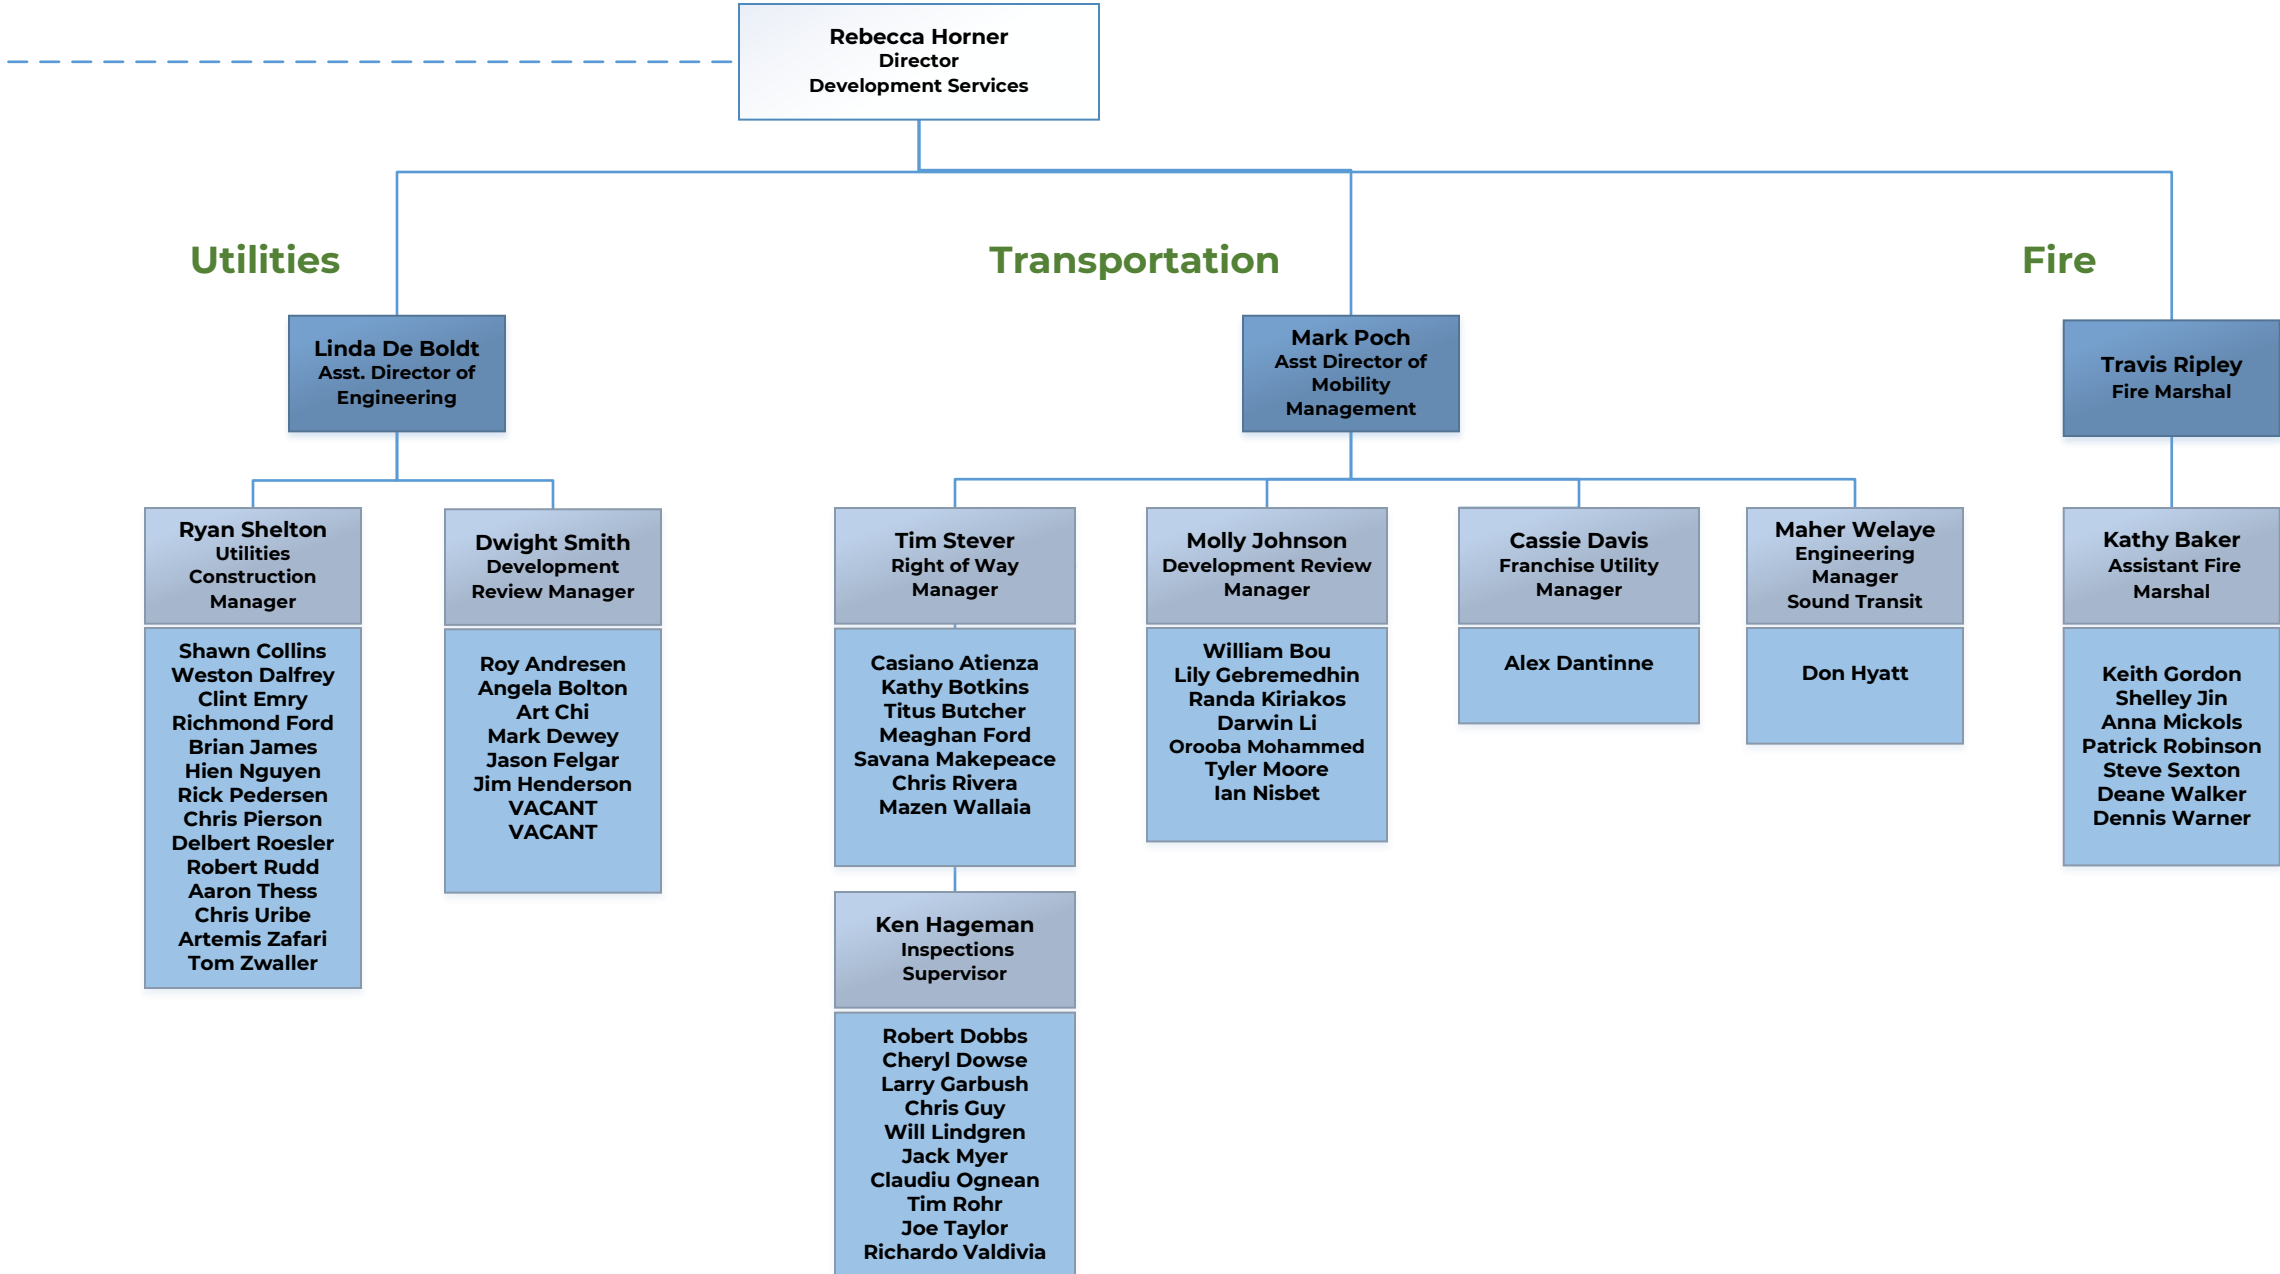 Rebecca Horner
Director
Development Services
Utilities
Transportation
Fire
Linda De Boldt
Asst. Director of
Engineering
Mark Poch
Asst Director of
Mobility
Management
Travis Ripley
Fire Marshal
Ryan Shelton
Utilities
Construction
Manager
Shawn Collins
Weston Dalfrey
Clint Emry
Richmond Ford
Brian James
Hien Nguyen
Rick Pedersen
Chris Pierson
Delbert Roesler
Robert Rudd
Aaron Thess
Chris Uribe
Artemis Zafari
Tom Zwaller
Dwight Smith
Development
Review Manager
Roy Andresen
Angela Bolton
Art Chi
Mark Dewey
Jason Felgar
Jim Henderson
VACANT
VACANT
Tim Stever
Right of Way
Manager
Casiano Atienza
Kathy Botkins
Titus Butcher
Meaghan Ford
Savana Makepeace
Chris Rivera
Mazen Wallaia
Ken Hageman
Inspections
Supervisor
Robert Dobbs
Cheryl Dowse
Larry Garbush
Chris Guy
Will Lindgren
Jack Myer
Claudiu Ognean
Tim Rohr
Joe Taylor
Richardo Valdivia
Molly Johnson
Development Review
Manager
William Bou
Lily Gebremedhin
Randa Kiriakos
Darwin Li
Orooba Mohammed
Tyler Moore
Ian Nisbet
Cassie Davis
Franchise Utility
Manager
Alex Dantinne
Maher Welaye
Engineering
Manager
Sound Transit
Don Hyatt
Kathy Baker
Assistant Fire
Marshal
Keith Gordon
Shelley Jin
Anna Mickols
Patrick Robinson
Steve Sexton
Deane Walker
Dennis Warner